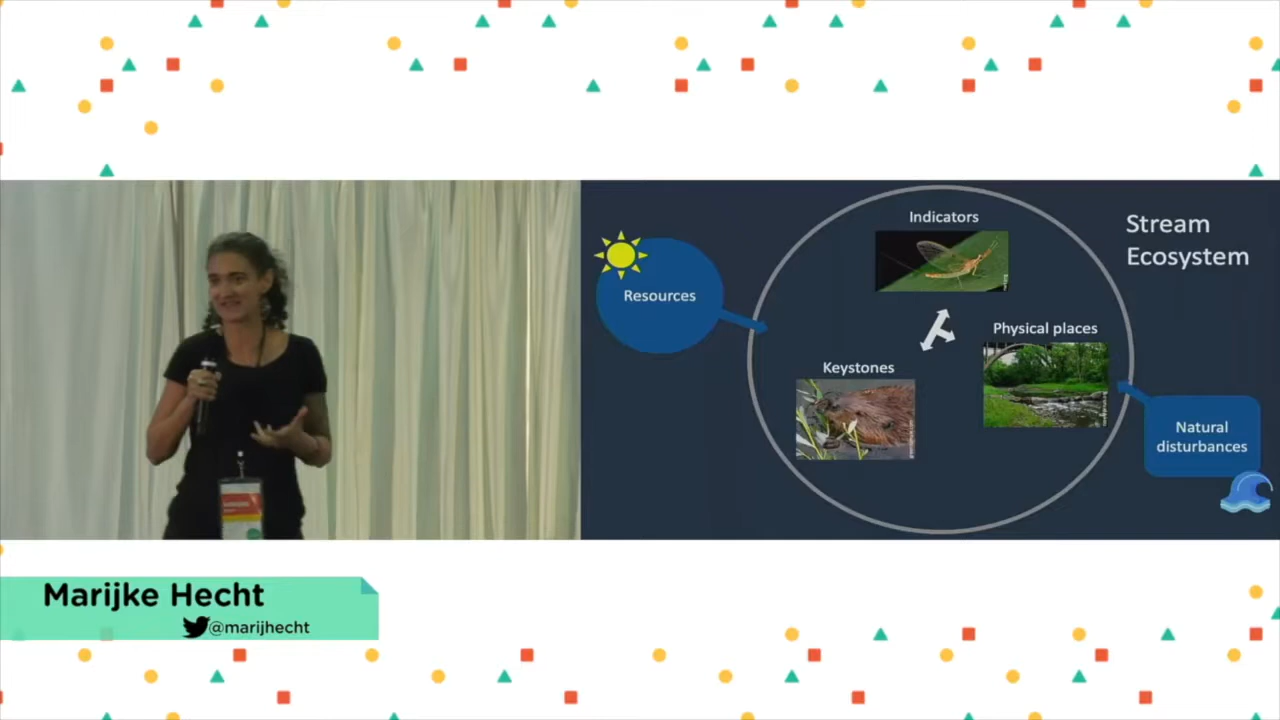 Indicators
Stream
Ecosystem
Resources
Physical places
Keystones
Natural
disturbances
Marijke Hecht
@marijhecht